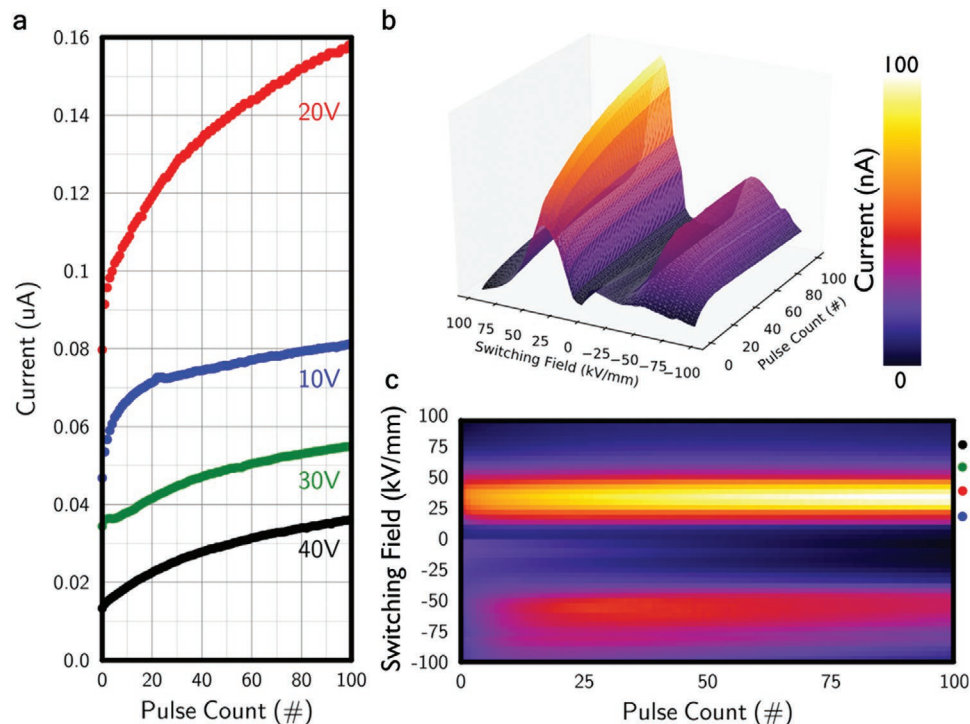 a
Current (uA)
0.16
0.14
0.12
0.1
0.08
0.06
0.04
0.02
0.0
20V
10V
30V
40V
0 20 40 60 80 100
Pulse Count (#)
b
100 75 50 25 0 −25 −50 −75 −100
Switching Field (kV/mm)
0 20 40 60 80 100
Pulse Count (#)
100
Current (nA)
0
c
Switching Field (kV/mm)
100
75
50
25
0
-25
-50
-75
-100
0 50 100
Pulse Count (#)